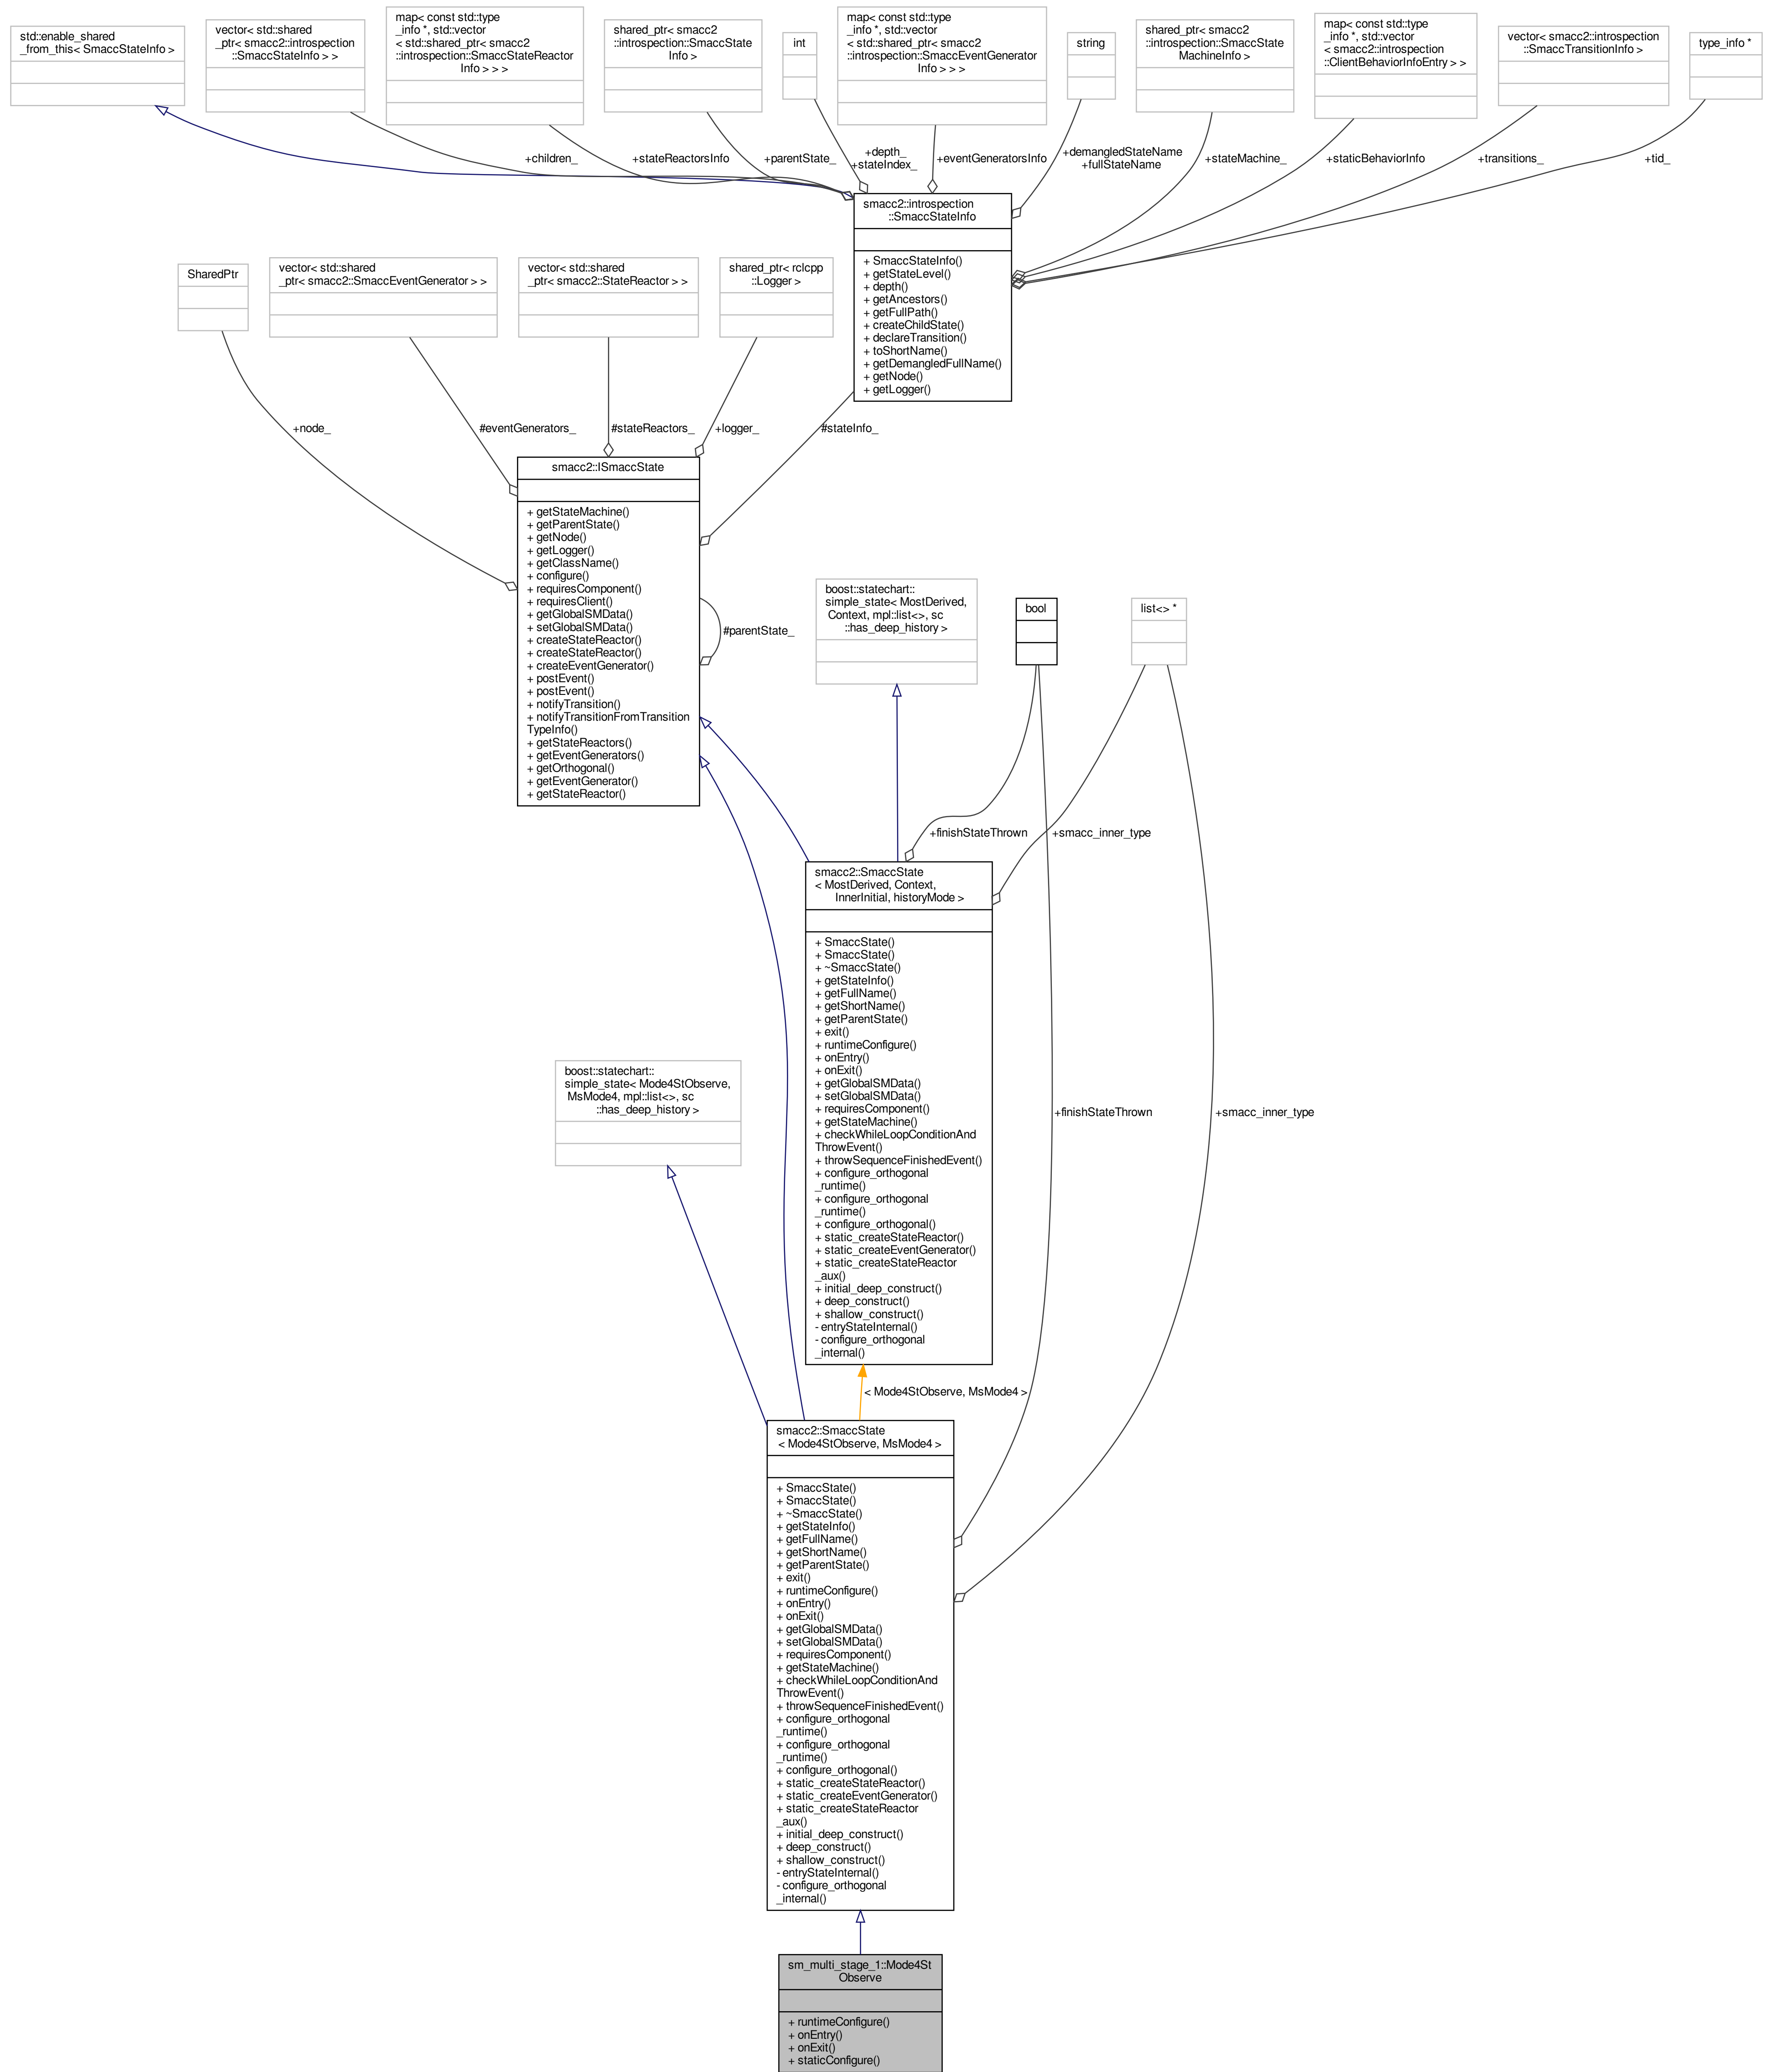 std::enable_shared
_from_this< SmaccStateInfo >
vector< std::shared
_ptr< smacc2::introspection
::SmaccStateInfo > >
map< const std::type
_info *, std::vector
< std::shared_ptr< smacc2
::introspection::SmaccStateReactor
Info > > >
shared_ptr< smacc2
::introspection::SmaccState
Info >
int
map< const std::type
_info *, std::vector
< std::shared_ptr< smacc2
::introspection::SmaccEventGenerator
Info > > >
string
shared_ptr< smacc2
::introspection::SmaccState
MachineInfo >
map< const std::type
_info *, std::vector
< smacc2::introspection
::ClientBehaviorInfoEntry > >
vector< smacc2::introspection
::SmaccTransitionInfo >
type_info *
+children_
+stateReactorsInfo
+parentState_
+depth_
+stateIndex_
+eventGeneratorsInfo
+demangledStateName
+fullStateName
+stateMachine_
+staticBehaviorInfo
+transitions_
+tid_
smacc2::introspection
::SmaccStateInfo
+ SmaccStateInfo()
+ getStateLevel()
+ depth()
+ getAncestors()
+ getFullPath()
+ createChildState()
+ declareTransition()
+ toShortName()
+ getDemangledFullName()
+ getNode()
+ getLogger()
SharedPtr
vector< std::shared
_ptr< smacc2::SmaccEventGenerator > >
vector< std::shared
_ptr< smacc2::StateReactor > >
shared_ptr< rclcpp
::Logger >
+node_
#eventGenerators_
#stateReactors_
+logger_
#stateInfo_
smacc2::ISmaccState
+ getStateMachine()
+ getParentState()
+ getNode()
+ getLogger()
+ getClassName()
+ configure()
+ requiresComponent()
+ requiresClient()
+ getGlobalSMData()
+ setGlobalSMData()
+ createStateReactor()
+ createStateReactor()
+ createEventGenerator()
+ postEvent()
+ postEvent()
+ notifyTransition()
+ notifyTransitionFromTransition
TypeInfo()
+ getStateReactors()
+ getEventGenerators()
+ getOrthogonal()
+ getEventGenerator()
+ getStateReactor()
#parentState_
boost::statechart::
simple_state< MostDerived,
Context, mpl::list<>, sc
::has_deep_history >
bool
list<> *
+finishStateThrown
+smacc_inner_type
smacc2::SmaccState
< MostDerived, Context,
InnerInitial, historyMode >
+ SmaccState()
+ SmaccState()
+ ~SmaccState()
+ getStateInfo()
+ getFullName()
+ getShortName()
+ getParentState()
+ exit()
+ runtimeConfigure()
+ onEntry()
+ onExit()
+ getGlobalSMData()
+ setGlobalSMData()
+ requiresComponent()
+ getStateMachine()
+ checkWhileLoopConditionAnd
ThrowEvent()
+ throwSequenceFinishedEvent()
+ configure_orthogonal
_runtime()
+ configure_orthogonal
_runtime()
+ configure_orthogonal()
+ static_createStateReactor()
+ static_createEventGenerator()
+ static_createStateReactor
_aux()
+ initial_deep_construct()
+ deep_construct()
+ shallow_construct()
- entryStateInternal()
- configure_orthogonal
_internal()
boost::statechart::
simple_state< Mode4StObserve,
MsMode4, mpl::list<>, sc
::has_deep_history >
+finishStateThrown
+smacc_inner_type
< Mode4StObserve, MsMode4 >
smacc2::SmaccState
< Mode4StObserve, MsMode4 >
+ SmaccState()
+ SmaccState()
+ ~SmaccState()
+ getStateInfo()
+ getFullName()
+ getShortName()
+ getParentState()
+ exit()
+ runtimeConfigure()
+ onEntry()
+ onExit()
+ getGlobalSMData()
+ setGlobalSMData()
+ requiresComponent()
+ getStateMachine()
+ checkWhileLoopConditionAnd
ThrowEvent()
+ throwSequenceFinishedEvent()
+ configure_orthogonal
_runtime()
+ configure_orthogonal
_runtime()
+ configure_orthogonal()
+ static_createStateReactor()
+ static_createEventGenerator()
+ static_createStateReactor
_aux()
+ initial_deep_construct()
+ deep_construct()
+ shallow_construct()
- entryStateInternal()
- configure_orthogonal
_internal()
sm_multi_stage_1::Mode4St
Observe
+ runtimeConfigure()
+ onEntry()
+ onExit()
+ staticConfigure()